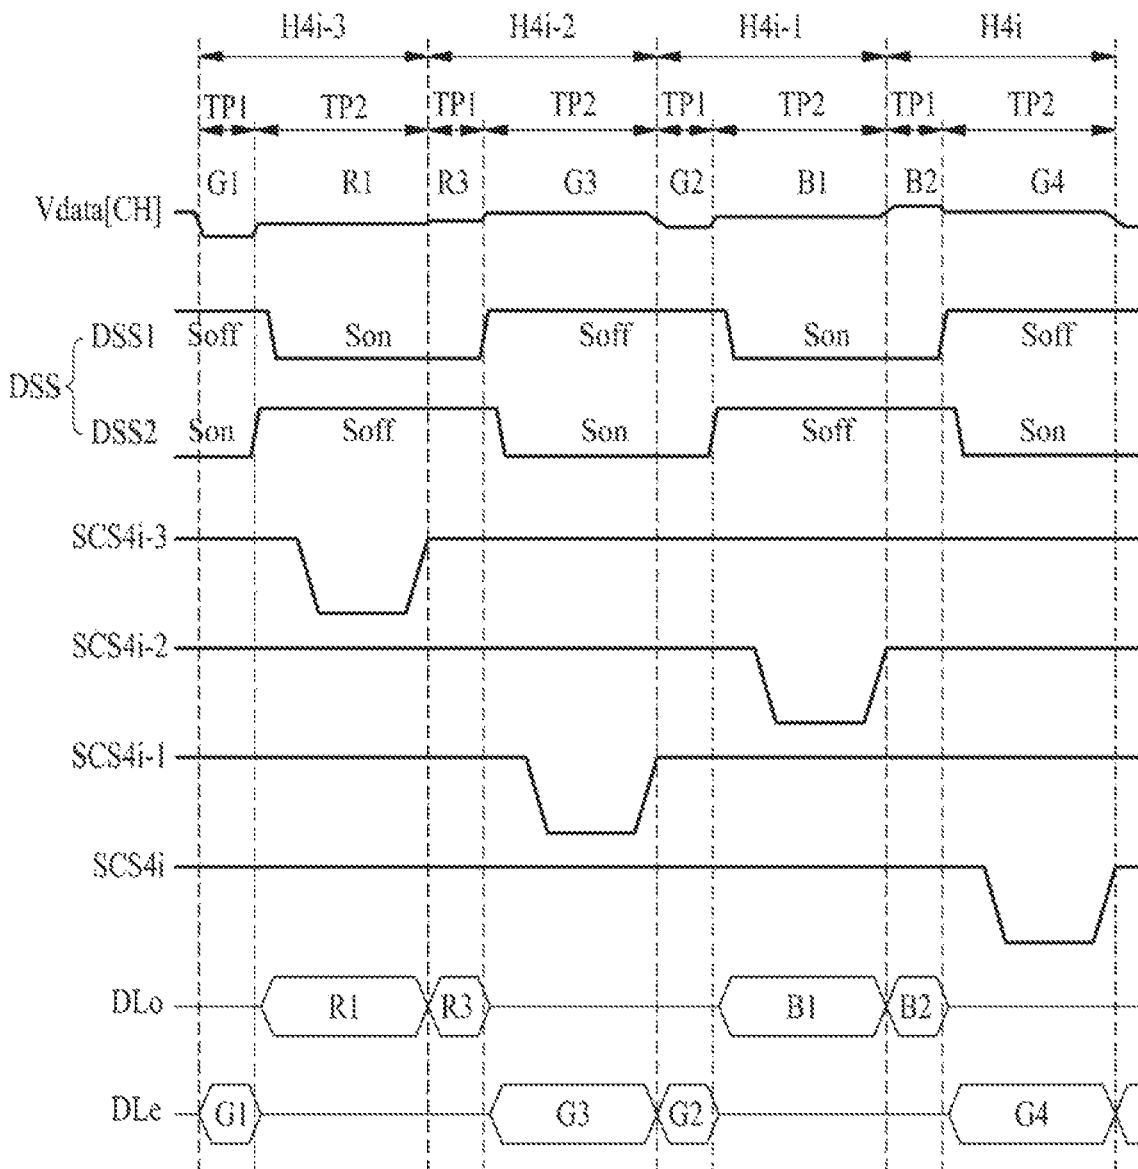 H4i-3 H4i-2 H4i-1 H4i
TP1 TP2 TP1 TP2 TP1 TP2 TP1 TP2
G1 R1 R3 G3 G2 B1 B2 G4
Vdata[CH]
DSS1 Soff Son Soff Son Soff
DSS
DSS2 Son Soff Son Soff Son
SCS4i-3
SCS4i-2
SCS4i-1
SCS4i
DLo R1 R3 B1 B2
DLe G1 G3 G2 G4